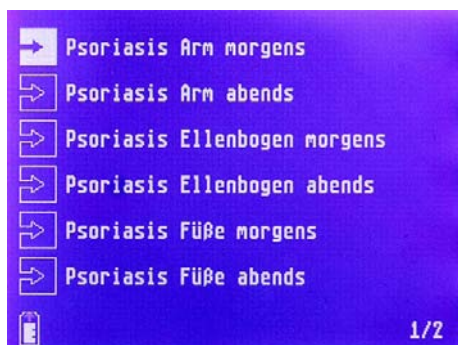 Psoriasis Arm morgens
Psoriasis Arm abends
Psoriasis Ellenbogen morgens
Psoriasis Ellenbogen abends
Psoriasis Füße morgens
Psoriasis Füße abends
1/2